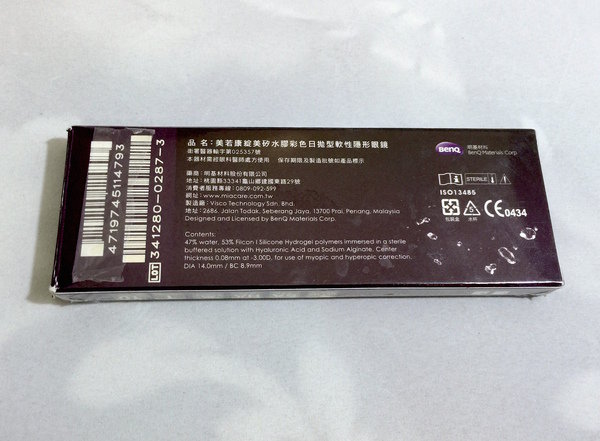 品 名：美若康綻美矽水膠彩色日拋型軟性隱形眼鏡
衛署醫器輸字第025357號
本器材需經眼科醫師處方使用 保存期限及製造批號如產品標示
藥商：明基材料股份有限公司
地址：桃園縣33341龜山鄉建國東路29號
消費者服務專線：0809-092-599
網址：www.miacare.com.tw
製造廠：Visco Technology Sdn. Bhd.
地址：2686, Jalan Todak, Seberang Jaya, 13700 Prai, Penang, Malaysia
Designed and Licensed by BenQ Materials Corp.
Contents:
47% water, 53% Filcon I Silicone Hydrogel polymes immersed in a sterile
buffered solution with Hyaluronic Acid and Sodium Alginate. Center
thickness 0.08mm at -3.00D, for use of myopic and hyperopic correction.
DIA 14.0mm / BC 8.9mm
BenQ
明基材料
BenQ Materials Corp.
STERILE
ISO13485
紙容器
水杯
CE0434
4719745114793
LOT 341280-0287-3